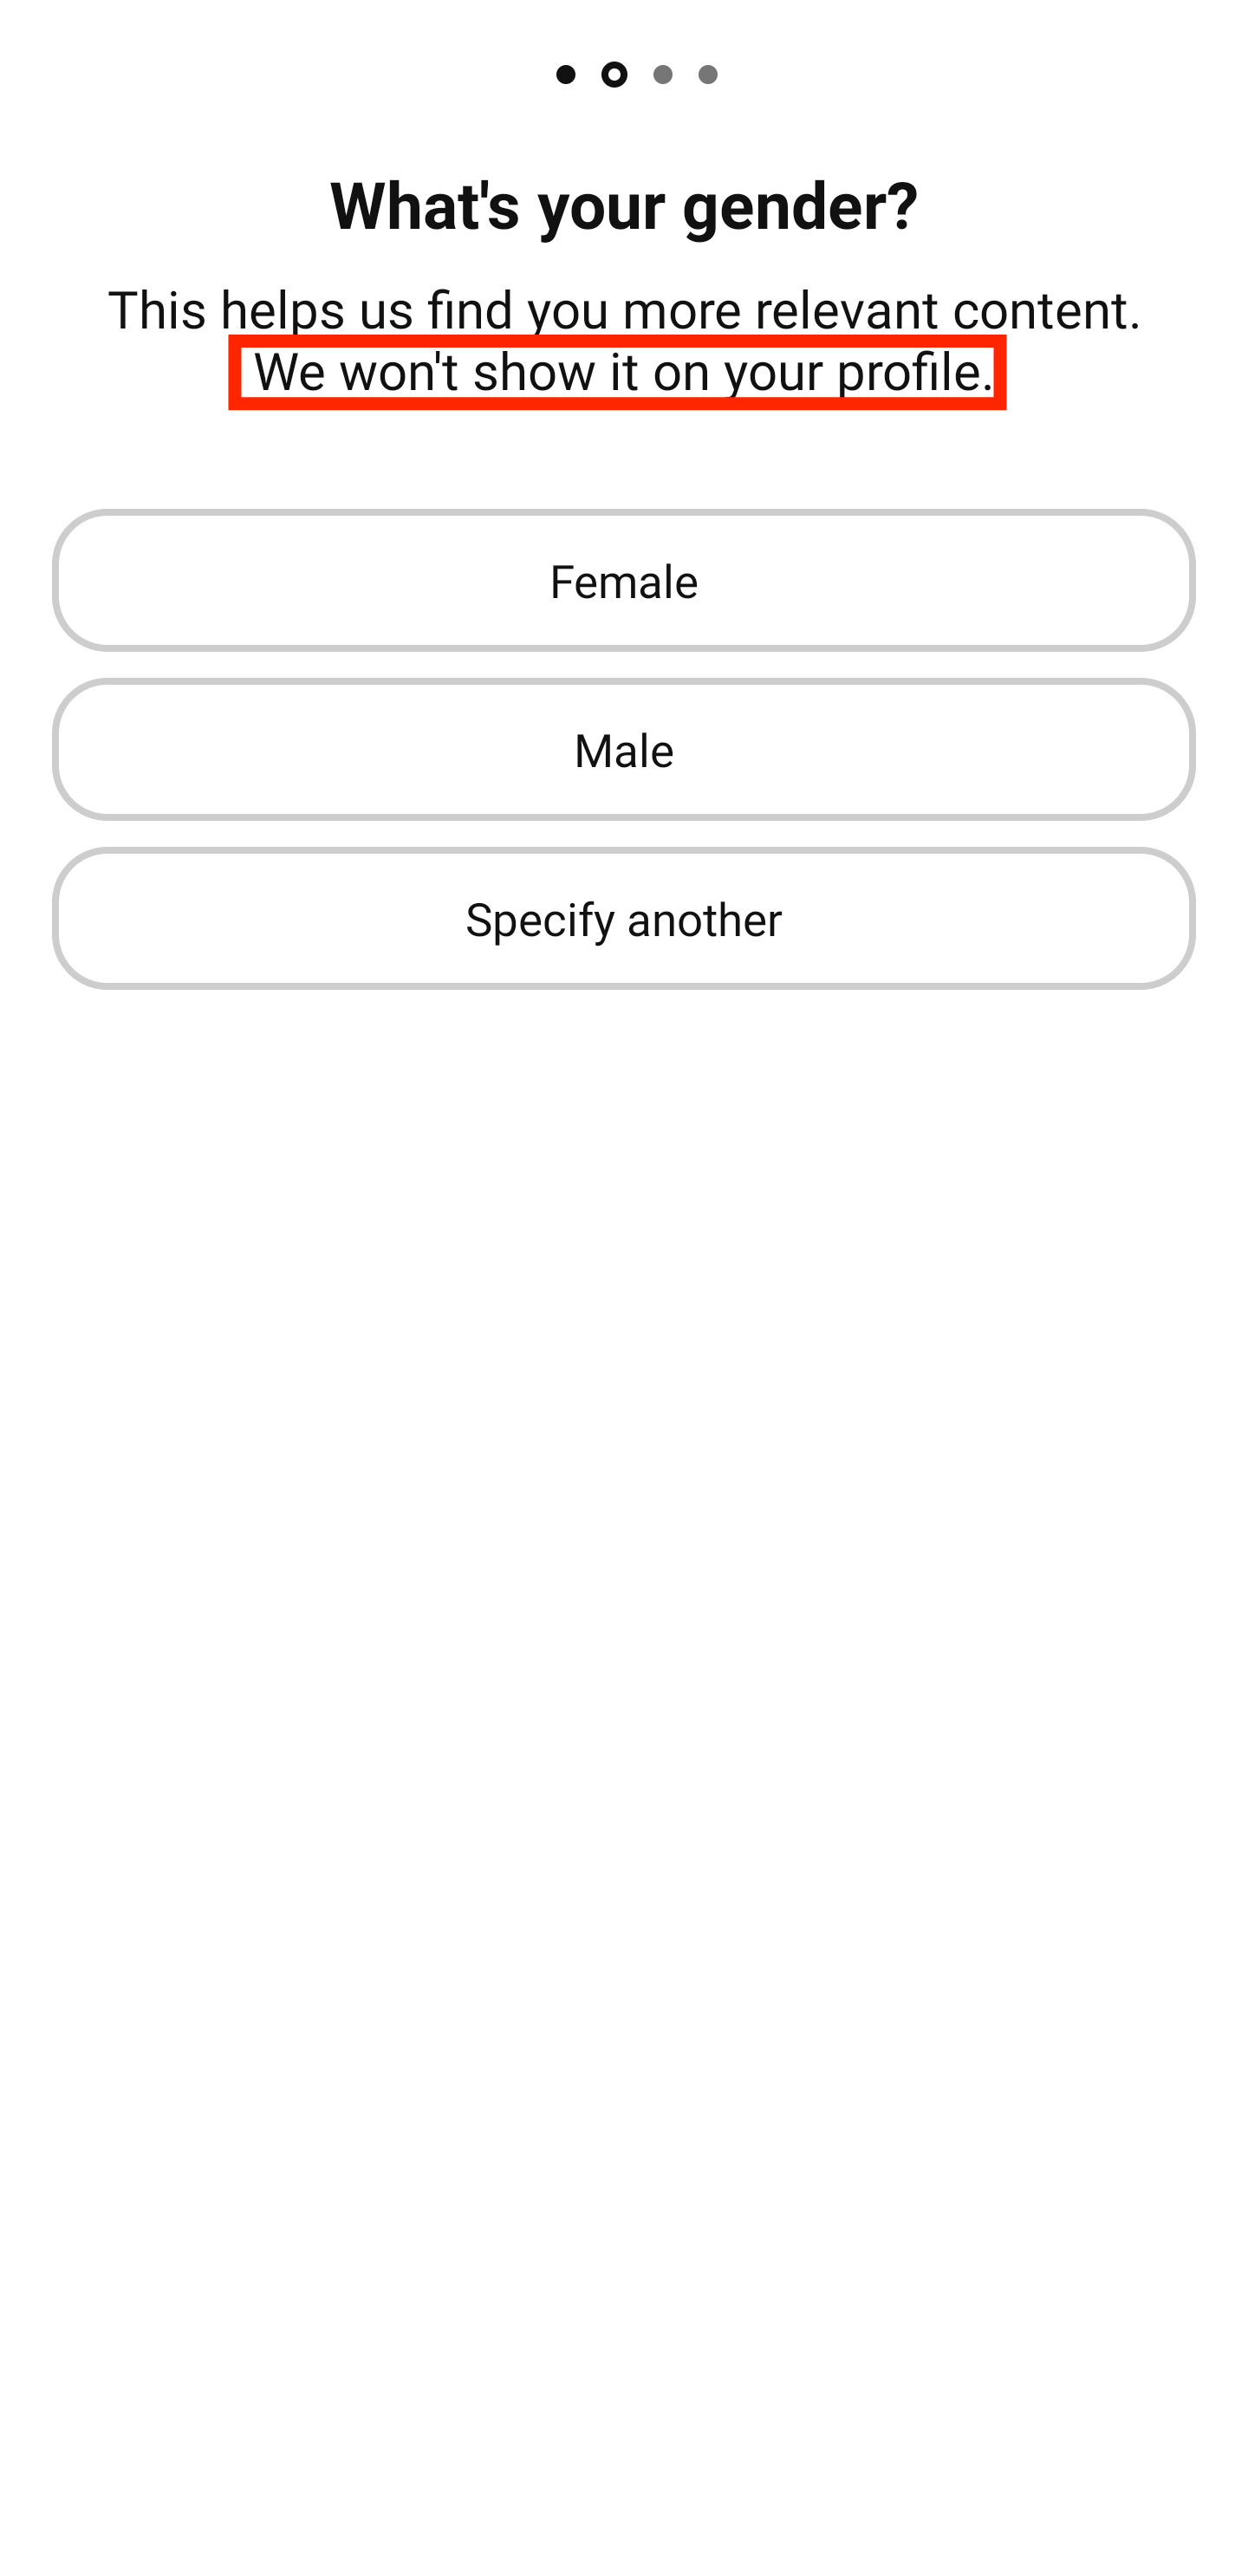 What's your gender?
This helps us find you more relevant content.
We won't show it on your profile.
Female
Male
Specify another